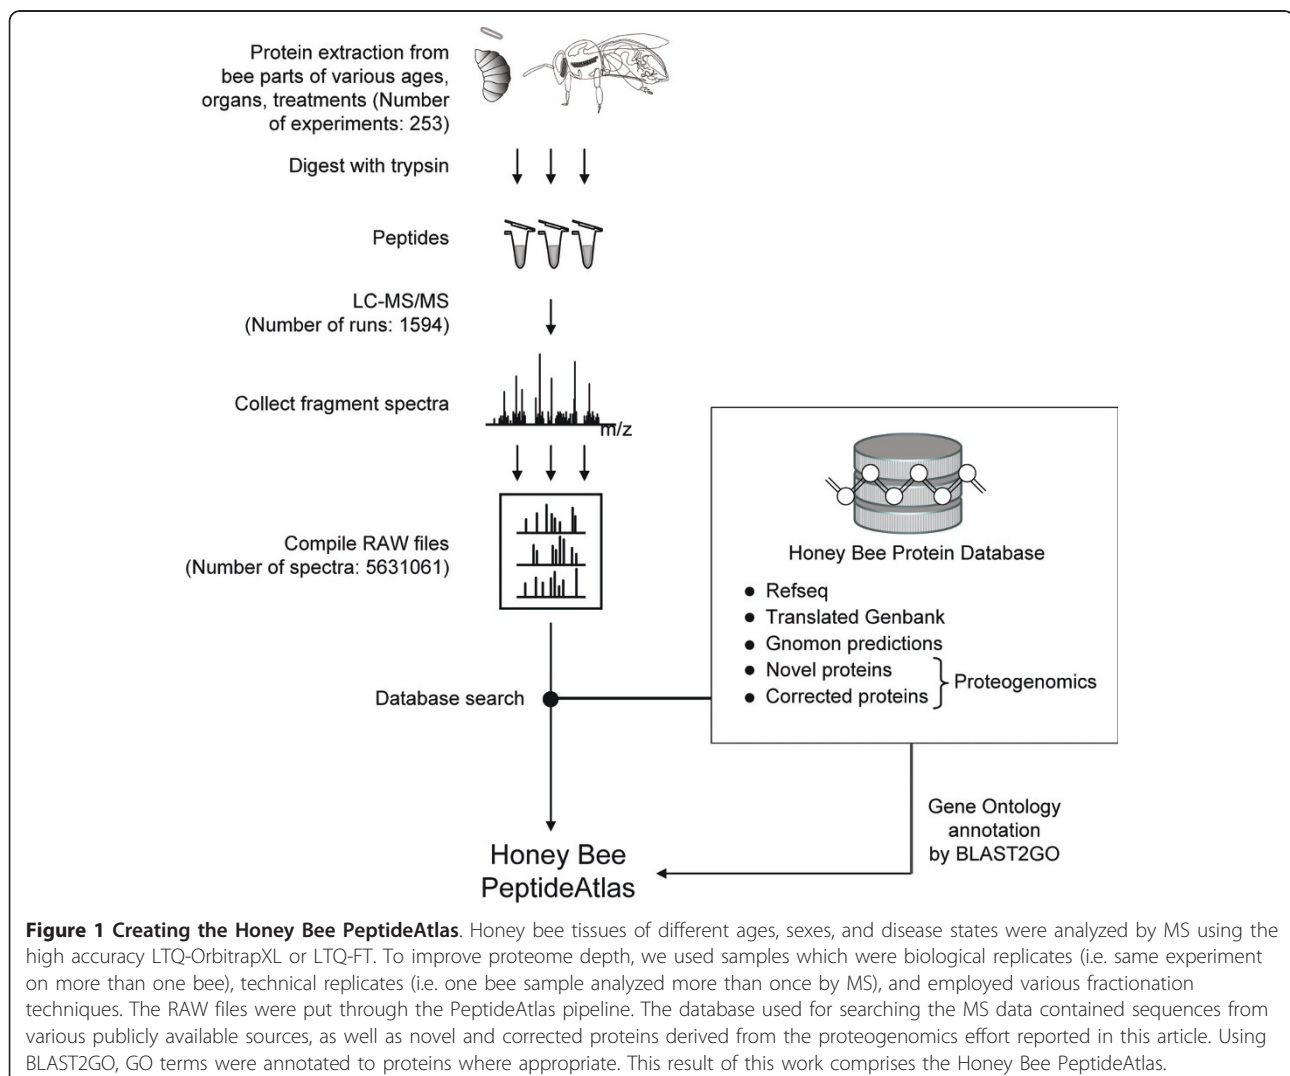 Protein extraction from
bee parts of various ages,
organs, treatments (Number
of experiments: 253)
Digest with trypsin
Peptides
LC-MS/MS
(Number of runs: 1594)
Collect fragment spectra
m/z
Compile RAW files
(Number of spectra: 5631061)
Honey Bee Protein Database
● Refseq
● Translated Genbank
● Gnomon predictions
● Novel proteins
● Corrected proteins
Proteogenomics
Database search
Gene Ontology
annotation
by BLAST2GO
Honey Bee
PeptideAtlas
Figure 1 Creating the Honey Bee PeptideAtlas. Honey bee tissues of different ages, sexes, and disease states were analyzed by MS using the
high accuracy LTQ-OrbitrapXL or LTQ-FT. To improve proteome depth, we used samples which were biological replicates (i.e. same experiment
on more than one bee), technical replicates (i.e. one bee sample analyzed more than once by MS), and employed various fractionation
techniques. The RAW files were put through the PeptideAtlas pipeline. The database used for searching the MS data contained sequences from
various publicly available sources, as well as novel and corrected proteins derived from the proteogenomics effort reported in this article. Using
BLAST2GO, GO terms were annotated to proteins where appropriate. This result of this work comprises the Honey Bee PeptideAtlas.